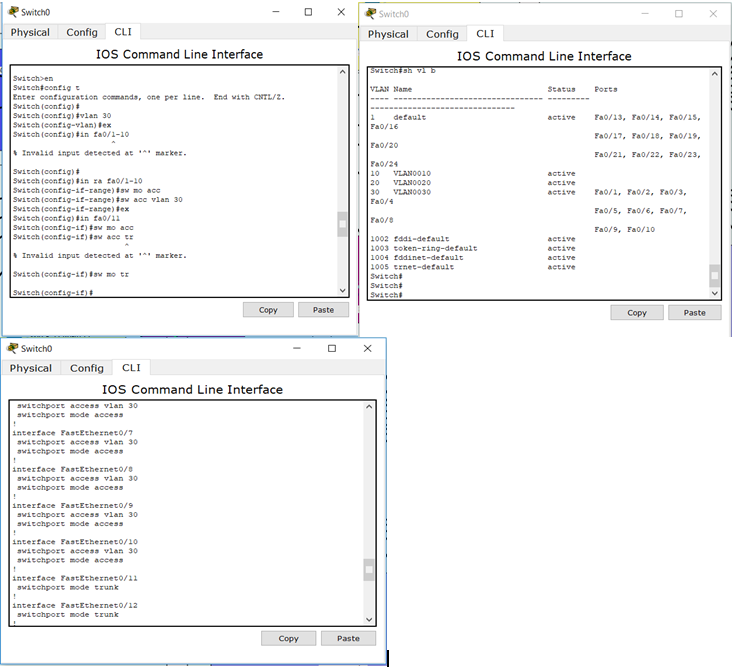 Switch0
Physical Config CLI
IOS Command Line Interface
Switch>en
Switch#config t
Enter configuration commands, one per line. End with CNTL/Z.
Switch(config)#
Switch(config)#vlan 30
Switch(config-vlan)#ex
Switch(config)#in fa0/1-10
^
% Invalid input detected at '^' marker.
Switch(config)#
Switch(config)#in ra fa0/1-10
Switch(config-if-range)#sw mo acc
Switch(config-if-range)#sw acc vlan 30
Switch(config-if-range)#ex
Switch(config)#in fa0/11
Switch(config-if)#sw mo acc
Switch(config-if)#sw acc tr
^
% Invalid input detected at '^' marker.
Switch(config-if)#sw mo tr
Switch(config-if)#
Copy Paste
Switch0
Physical Config CLI
IOS Command Line Interface
Switch#sh vl b
VLAN Name Status Ports
---- -------------------------------- --------- 
-------------------------------
1 default active Fa0/13, Fa0/14, Fa0/15,
Fa0/16
Fa0/17, Fa0/18, Fa0/19,
Fa0/20
Fa0/21, Fa0/22, Fa0/23,
Fa0/24
10 VLAN0010 active
20 VLAN0020 active
30 VLAN0030 active Fa0/1, Fa0/2, Fa0/3,
Fa0/4
Fa0/5, Fa0/6, Fa0/7,
Fa0/8
Fa0/9, Fa0/10
1002 fddi-default active
1003 token-ring-default active
1004 fddinet-default active
1005 trnet-default active
Switch#
Switch#
Switch#
Copy Paste
Switch0
Physical Config CLI
IOS Command Line Interface
switchport access vlan 30
switchport mode access
!
interface FastEthernet0/7
switchport access vlan 30
switchport mode access
!
interface FastEthernet0/8
switchport access vlan 30
switchport mode access
!
interface FastEthernet0/9
switchport access vlan 30
switchport mode access
!
interface FastEthernet0/10
switchport access vlan 30
switchport mode access
!
interface FastEthernet0/11
switchport mode trunk
!
interface FastEthernet0/12
switchport mode trunk
!
Copy Paste